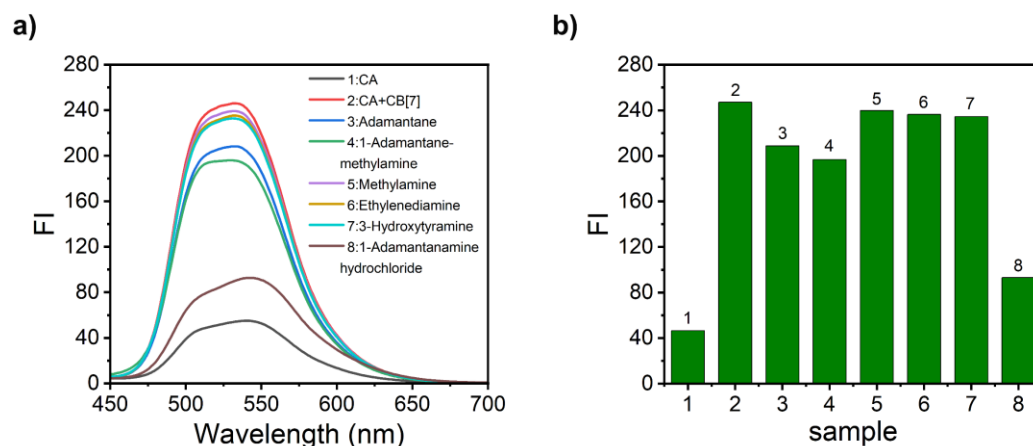 a)
280
240
200
160
120
80
40
0
FI
450
500
550
600
650
700
Wavelength (nm)
1:CA
2:CA+CB[7]
3:Adamantane
4:1-Adamantane-
methylamine
5:Methylamine
6:Ethylenediamine
7:3-Hydroxytyramine
8:1-Adamantanamine
hydrochloride
b)
280
240
200
160
120
80
40
0
FI
1
2
3
4
5
6
7
8
1
2
3
4
5
6
7
8
sample